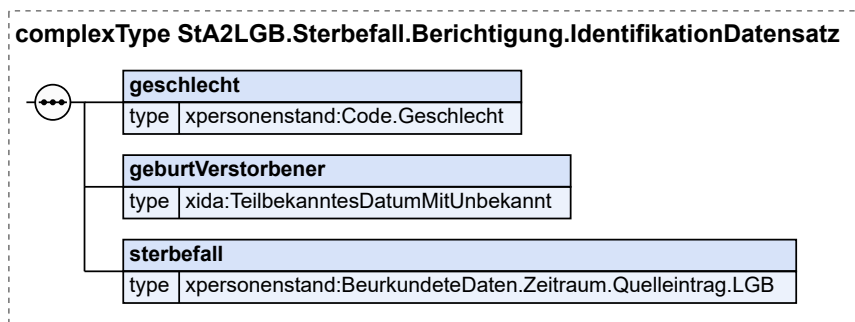 complexType StA2LGB.Sterbefall.Berichtigung.IdentifikationDatensatz
geschlecht
type xpersonenstand:Code.Geschlecht
geburtVerstorbener
type xida:TeilbekanntesDatumMitUnbekannt
sterbefall
type xpersonenstand:BeurkundeteDaten.Zeitraum.Quelleintrag.LGB